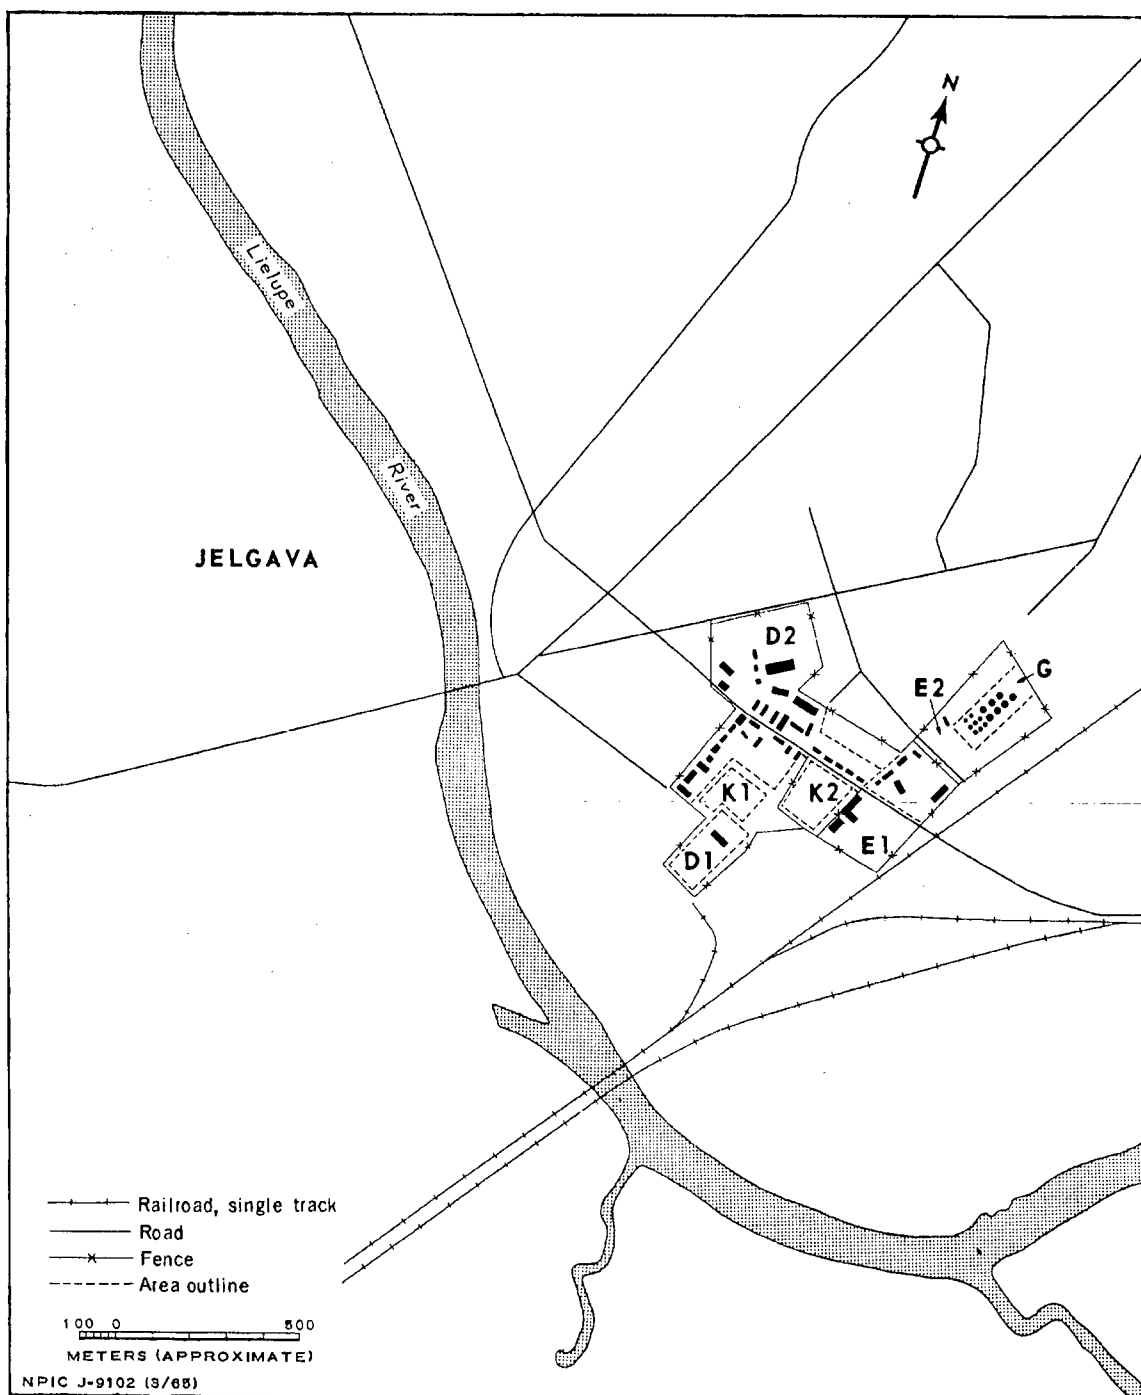 N
Lielupe
River
JELGAVA
D2
E2
G
K1
K2
D1
E1
Railroad, single track
Road
Fence
Area outline
100 0 500
METERS (APPROXIMATE)
NPIC J-9102 (3/65)